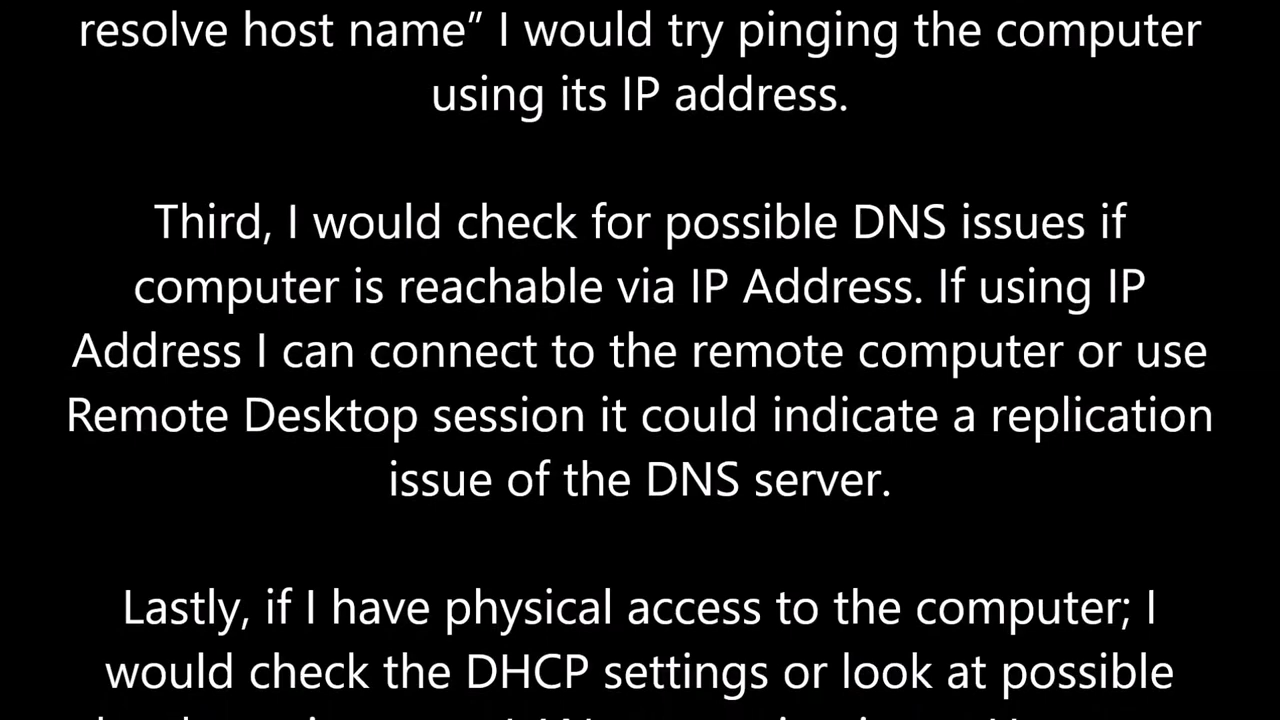 resolve host name” I would try pinging the computer
using its IP address.
Third, I would check for possible DNS issues if
computer is reachable via IP Address. If using IP
Address I can connect to the remote computer or use
Remote Desktop session it could indicate a replication
issue of the DNS server.
Lastly, if I have physical access to the computer; I
would check the DHCP settings or look at possible